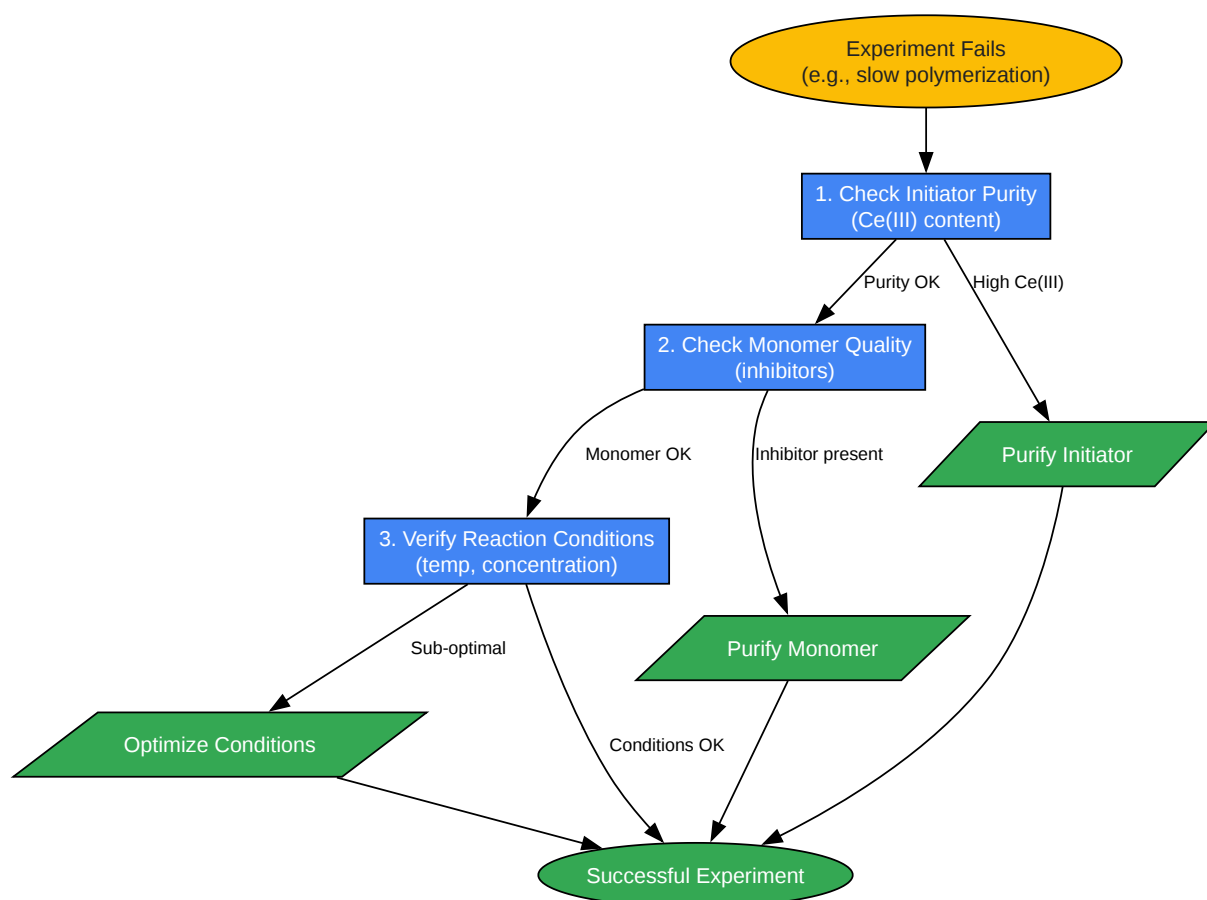 Experiment Fails
(e.g., slow polymerization)
1. Check Initiator Purity
(Ce(III) content)
Purity OK
High Ce(III)
2. Check Monomer Quality
(inhibitors)
Monomer OK
Inhibitor present
Purify Initiator
3. Verify Reaction Conditions
(temp, concentration)
Sub-optimal
Purify Monomer
Optimize Conditions
Conditions OK
Successful Experiment